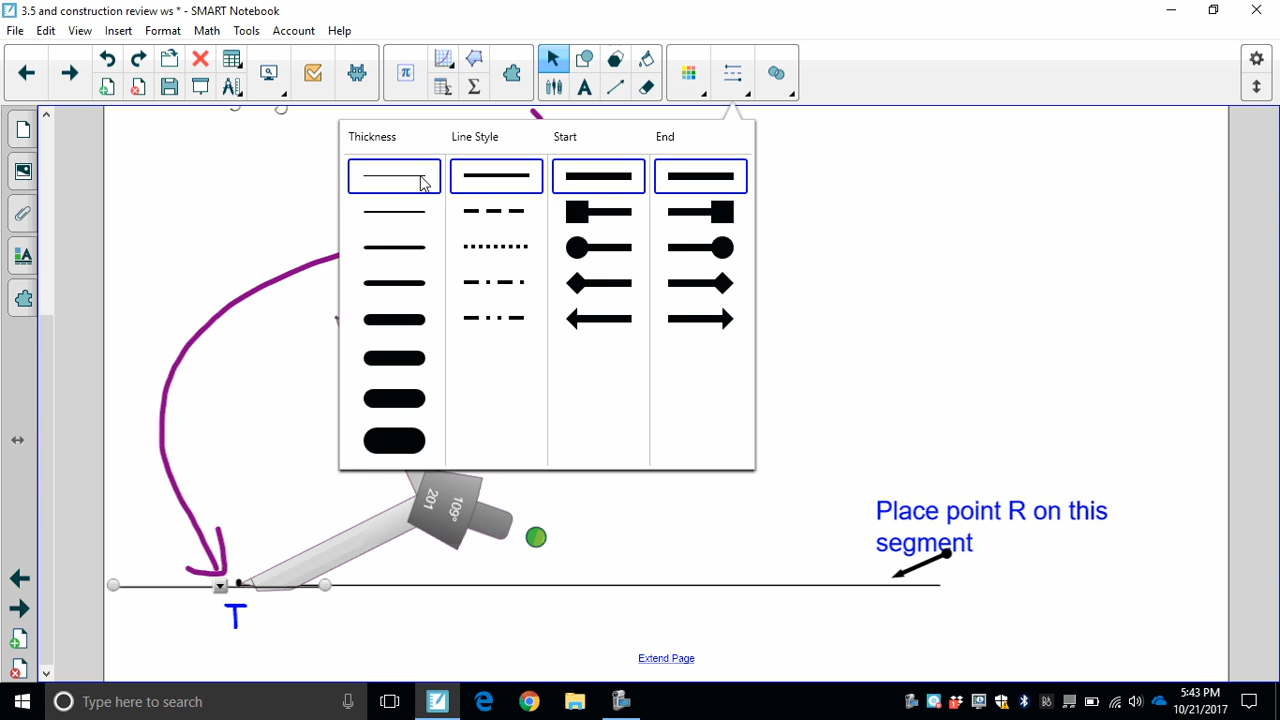 3.5 and construction review ws * - SMART Notebook
File Edit View Insert Format Math Tools Account Help
π
Σ
A
Thickness Line Style Start End
201
109°
Place point R on this
segment
T
Extend Page
Type here to search
5:43 PM
10/21/2017